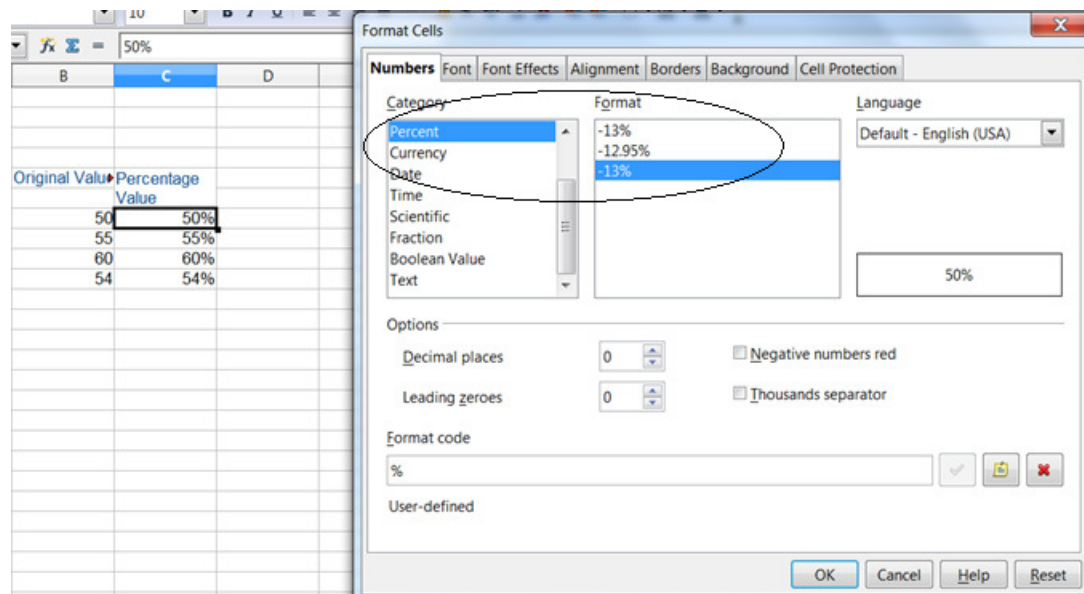 10 B I U
50%
B C D
Original Valu Percentage
Value
50 50%
55 55%
60 60%
54 54%
Format Cells
Numbers Font Font Effects Alignment Borders Background Cell Protection
Category Format Language
Percent -13% Default - English (USA)
Currency -12.95%
Date -13%
Time
Scientific
Fraction
Boolean Value
Text 50%
Options
Decimal places 0 Negative numbers red
Leading zeroes 0 Thousands separator
Format code
%
User-defined
OK Cancel Help Reset